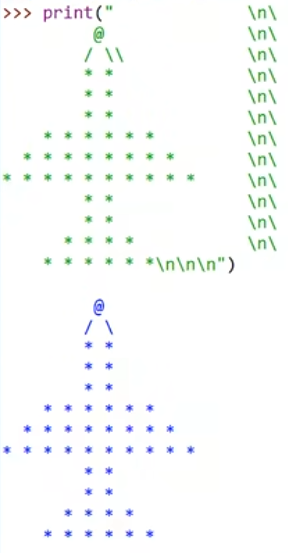 >>> print("             \n\
         @              \n\
        / \\            \n\
        * *             \n\
        * *             \n\
        * *             \n\
    * * * * * *         \n\
  * * * * * * * *       \n\
* * * * * * * * * *     \n\
        * *             \n\
        * *             \n\
      * * * *           \n\
    * * * * * *\n\n\n")

         @
        / \
        * *
        * *
        * *
    * * * * * *
  * * * * * * * *
* * * * * * * * * *
        * *
        * *
      * * * *
    * * * * * *